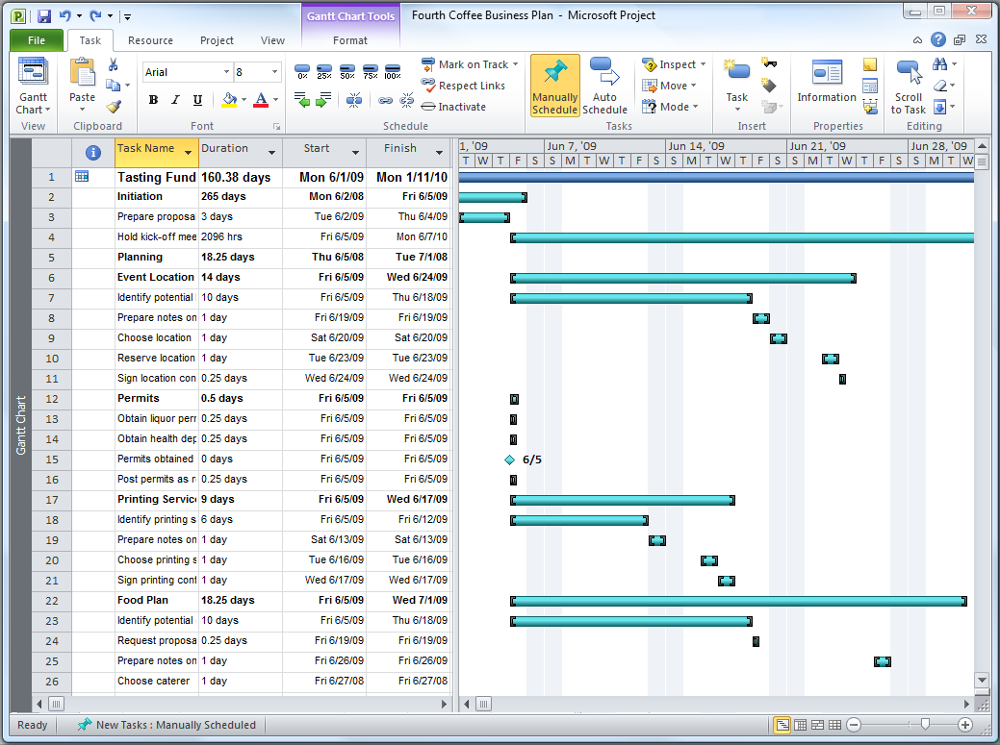 Gantt Chart Tools
Fourth Coffee Business Plan - Microsoft Project
File Task Resource Project View Format
Gantt Chart
View
Paste
Clipboard
Arial 8
B I U A
Font
0% 25% 50% 75% 100%
Mark on Track
Respect Links
Inactivate
Schedule
Manually Schedule
Auto Schedule
Inspect
Move
Mode
Tasks
Task
Insert
Information
Properties
Scroll to Task
Editing
Task Name Duration Start Finish
1, '09 Jun 7, '09 Jun 14, '09 Jun 21, '09 Jun 28, '09
T W T F S S M T W T F S S M T W T F S S M T W T F S S M T W
1 Tasting Fund 160.38 days Mon 6/1/09 Mon 1/11/10
2 Initiation 265 days Mon 6/2/08 Fri 6/5/09
3 Prepare proposa 3 days Tue 6/2/09 Thu 6/4/09
4 Hold kick-off mee 2096 hrs Fri 6/5/09 Mon 6/7/10
5 Planning 18.25 days Thu 6/5/08 Tue 7/1/08
6 Event Location 14 days Fri 6/5/09 Wed 6/24/09
7 Identify potential 10 days Fri 6/5/09 Thu 6/18/09
8 Prepare notes on 1 day Fri 6/19/09 Fri 6/19/09
9 Choose location 1 day Sat 6/20/09 Sat 6/20/09
10 Reserve location 1 day Tue 6/23/09 Tue 6/23/09
11 Sign location con 0.25 days Wed 6/24/09 Wed 6/24/09
12 Permits 0.5 days Fri 6/5/09 Fri 6/5/09
13 Obtain liquor perr 0.25 days Fri 6/5/09 Fri 6/5/09
14 Obtain health dep 0.25 days Fri 6/5/09 Fri 6/5/09
15 Permits obtained 0 days Fri 6/5/09 Fri 6/5/09 6/5
16 Post permits as r 0.25 days Fri 6/5/09 Fri 6/5/09
17 Printing Service 9 days Fri 6/5/09 Wed 6/17/09
18 Identify printing s 6 days Fri 6/5/09 Fri 6/12/09
19 Prepare notes on 1 day Sat 6/13/09 Sat 6/13/09
20 Choose printing s 1 day Tue 6/16/09 Tue 6/16/09
21 Sign printing cont 1 day Wed 6/17/09 Wed 6/17/09
22 Food Plan 18.25 days Fri 6/5/09 Wed 7/1/09
23 Identify potential 10 days Fri 6/5/09 Thu 6/18/09
24 Request proposa 0.25 days Fri 6/19/09 Fri 6/19/09
25 Prepare notes on 1 day Fri 6/26/09 Fri 6/26/09
26 Choose caterer 1 day Fri 6/27/08 Fri 6/27/08
Gantt Chart
Ready New Tasks : Manually Scheduled